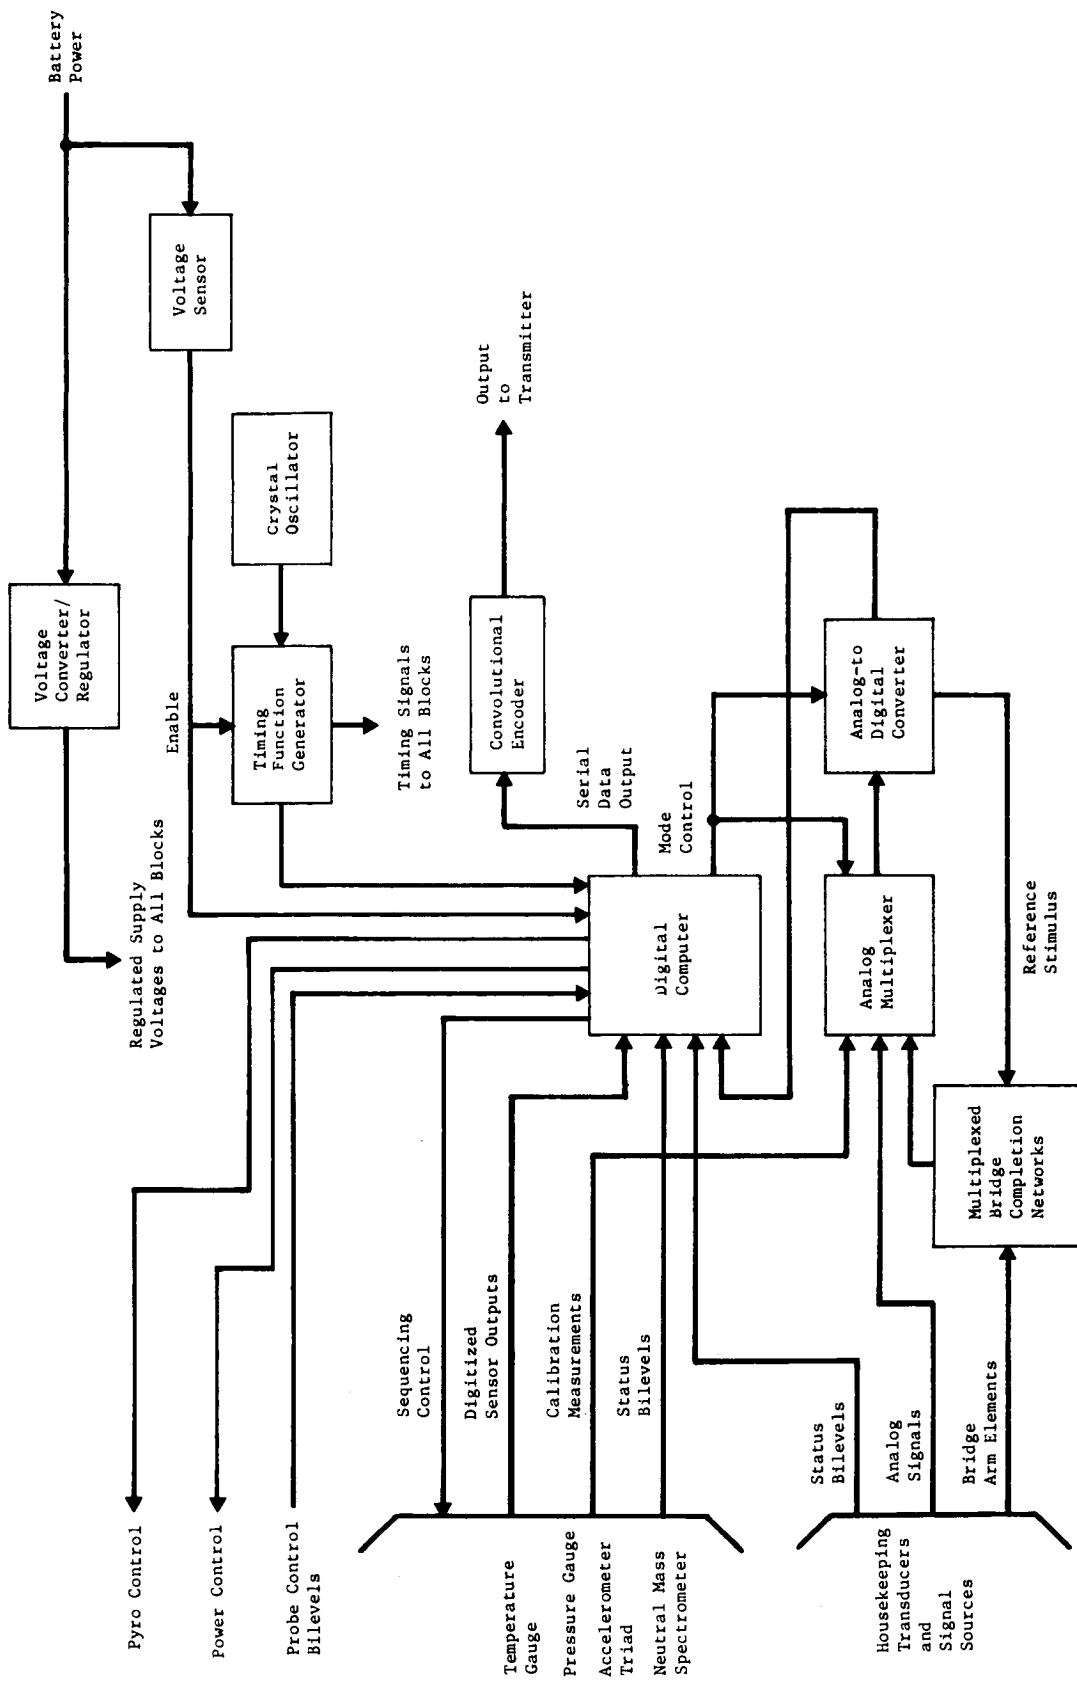 Battery
Power
Voltage
Converter/
Regulator
Regulated Supply
Voltages to All Blocks
Voltage
Sensor
Enable
Crystal
Oscillator
Timing
Function
Generator
Timing Signals
to All Blocks
Output
to
Transmitter
Convolutional
Encoder
Serial
Data
Output
Mode
Control
Digital
Computer
Analog-to
Digital
Converter
Analog
Multiplexer
Reference
Stimulus
Multiplexed
Bridge
Completion
Networks
Pyro Control
Power Control
Probe Control
Bilevels
Sequencing
Control
Digitized
Sensor Outputs
Calibration
Measurements
Status
Bilevels
Temperature
Gauge
Pressure Gauge
Accelerometer
Triad
Neutral Mass
Spectrometer
Status
Bilevels
Analog
Signals
Bridge
Arm Elements
Housekeeping
Transducers
and
Signal
Sources